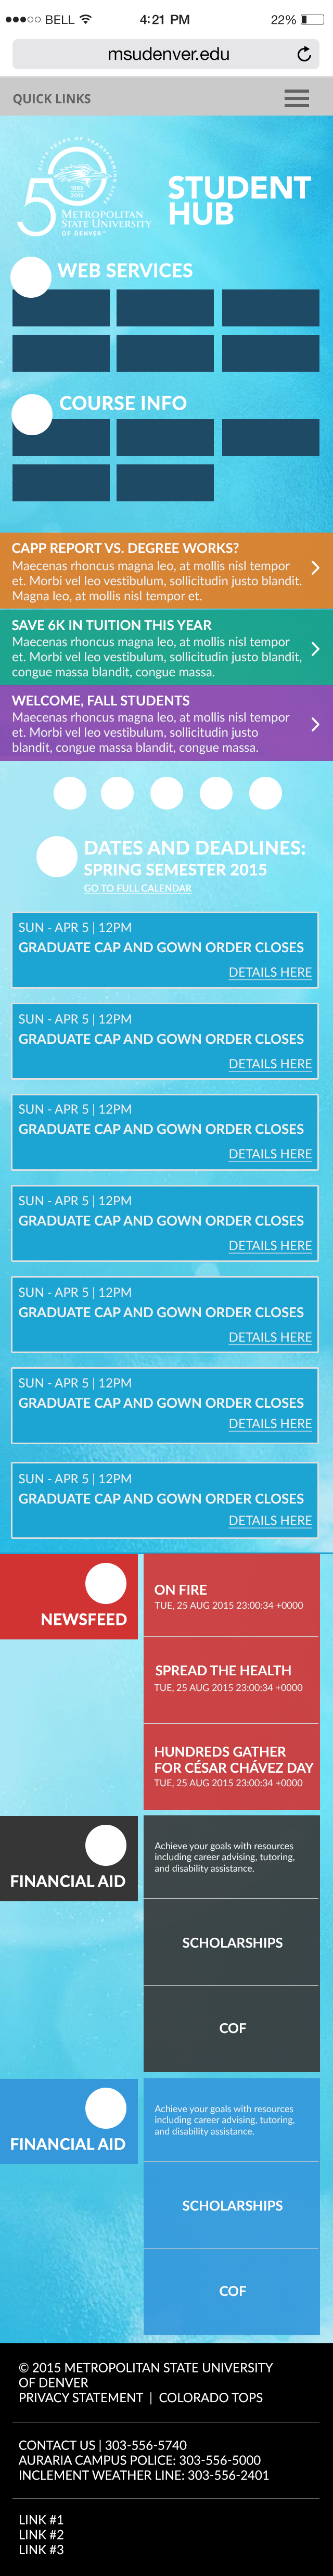 BELL
4:21 PM
22%
msudenver.edu
QUICK LINKS
50
METROPOLITAN
STATE UNIVERSITY
OF DENVER
STUDENT
HUB
WEB SERVICES
COURSE INFO
CAPP REPORT VS. DEGREE WORKS?
Maecenas rhoncus magna leo, at mollis nisl tempor
et. Morbi vel leo vestibulum, sollicitudin justo blandit.
Magna leo, at mollis nisl tempor et.
SAVE 6K IN TUITION THIS YEAR
Maecenas rhoncus magna leo, at mollis nisl tempor
et. Morbi vel leo vestibulum, sollicitudin justo blandit,
congue massa blandit, congue massa.
WELCOME, FALL STUDENTS
Maecenas rhoncus magna leo, at mollis nisl tempor
et. Morbi vel leo vestibulum, sollicitudin justo
blandit, congue massa blandit, congue massa.
DATES AND DEADLINES:
SPRING SEMESTER 2015
GO TO FULL CALENDAR
SUN - APR 5 | 12PM
GRADUATE CAP AND GOWN ORDER CLOSES
DETAILS HERE
SUN - APR 5 | 12PM
GRADUATE CAP AND GOWN ORDER CLOSES
DETAILS HERE
SUN - APR 5 | 12PM
GRADUATE CAP AND GOWN ORDER CLOSES
DETAILS HERE
SUN - APR 5 | 12PM
GRADUATE CAP AND GOWN ORDER CLOSES
DETAILS HERE
SUN - APR 5 | 12PM
GRADUATE CAP AND GOWN ORDER CLOSES
DETAILS HERE
SUN - APR 5 | 12PM
GRADUATE CAP AND GOWN ORDER CLOSES
DETAILS HERE
SUN - APR 5 | 12PM
GRADUATE CAP AND GOWN ORDER CLOSES
DETAILS HERE
NEWSFEED
ON FIRE
TUE, 25 AUG 2015 23:00:34 +0000
SPREAD THE HEALTH
TUE, 25 AUG 2015 23:00:34 +0000
HUNDREDS GATHER
FOR CÉSAR CHÁVEZ DAY
TUE, 25 AUG 2015 23:00:34 +0000
FINANCIAL AID
Achieve your goals with resources
including career advising, tutoring,
and disability assistance.
SCHOLARSHIPS
COF
FINANCIAL AID
Achieve your goals with resources
including career advising, tutoring,
and disability assistance.
SCHOLARSHIPS
COF
© 2015 METROPOLITAN STATE UNIVERSITY
OF DENVER
PRIVACY STATEMENT | COLORADO TOPS
CONTACT US | 303-556-5740
AURARIA CAMPUS POLICE: 303-556-5000
INCLEMENT WEATHER LINE: 303-556-2401
LINK #1
LINK #2
LINK #3